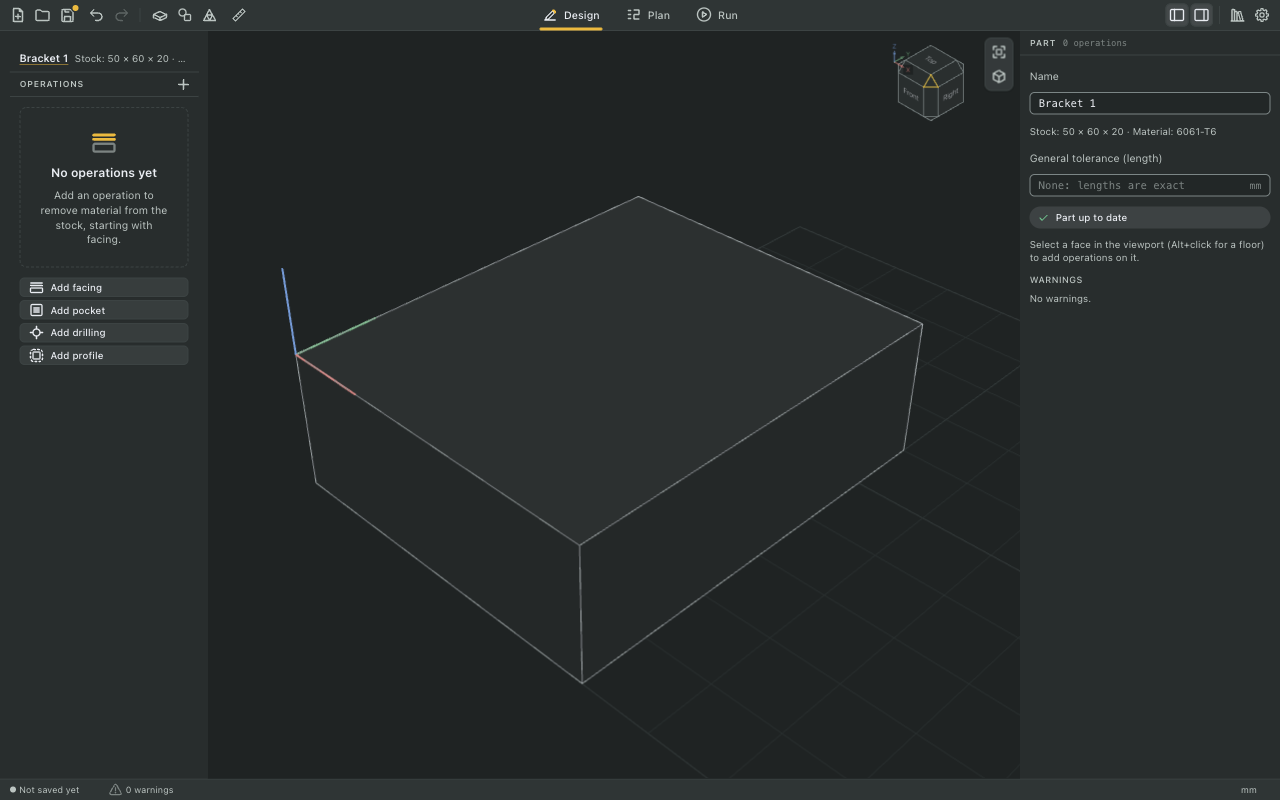 Design
Plan
Run
Bracket 1 Stock: 50 × 60 × 20 · ...
OPERATIONS
No operations yet
Add an operation to
remove material from the
stock, starting with
facing.
Add facing
Add pocket
Add drilling
Add profile
Z
Top
Front
Right
PART 0 operations
Name
Bracket 1
Stock: 50 × 60 × 20 · Material: 6061-T6
General tolerance (length)
None: lengths are exact mm
Part up to date
Select a face in the viewport (Alt+click for a floor)
to add operations on it.
WARNINGS
No warnings.
Not saved yet
0 warnings
mm